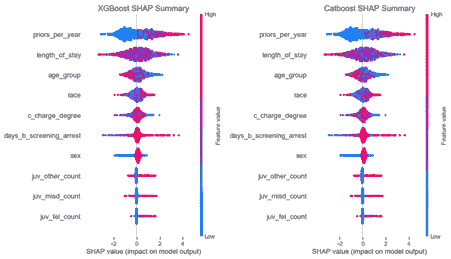 XGBoost SHAP Summary
High
priors_per_year
length_of_stay
age_group
race
c_charge_degree
days_b_screening_arrest
sex
juv_other_count
juv_misd_count
juv_fel_count
Feature value
Low
−2 0 2 4
SHAP value (impact on model output)
Catboost SHAP Summary
High
priors_per_year
length_of_stay
age_group
race
c_charge_degree
days_b_screening_arrest
sex
juv_other_count
juv_misd_count
juv_fel_count
Feature value
Low
−2 0 2 4
SHAP value (impact on model output)